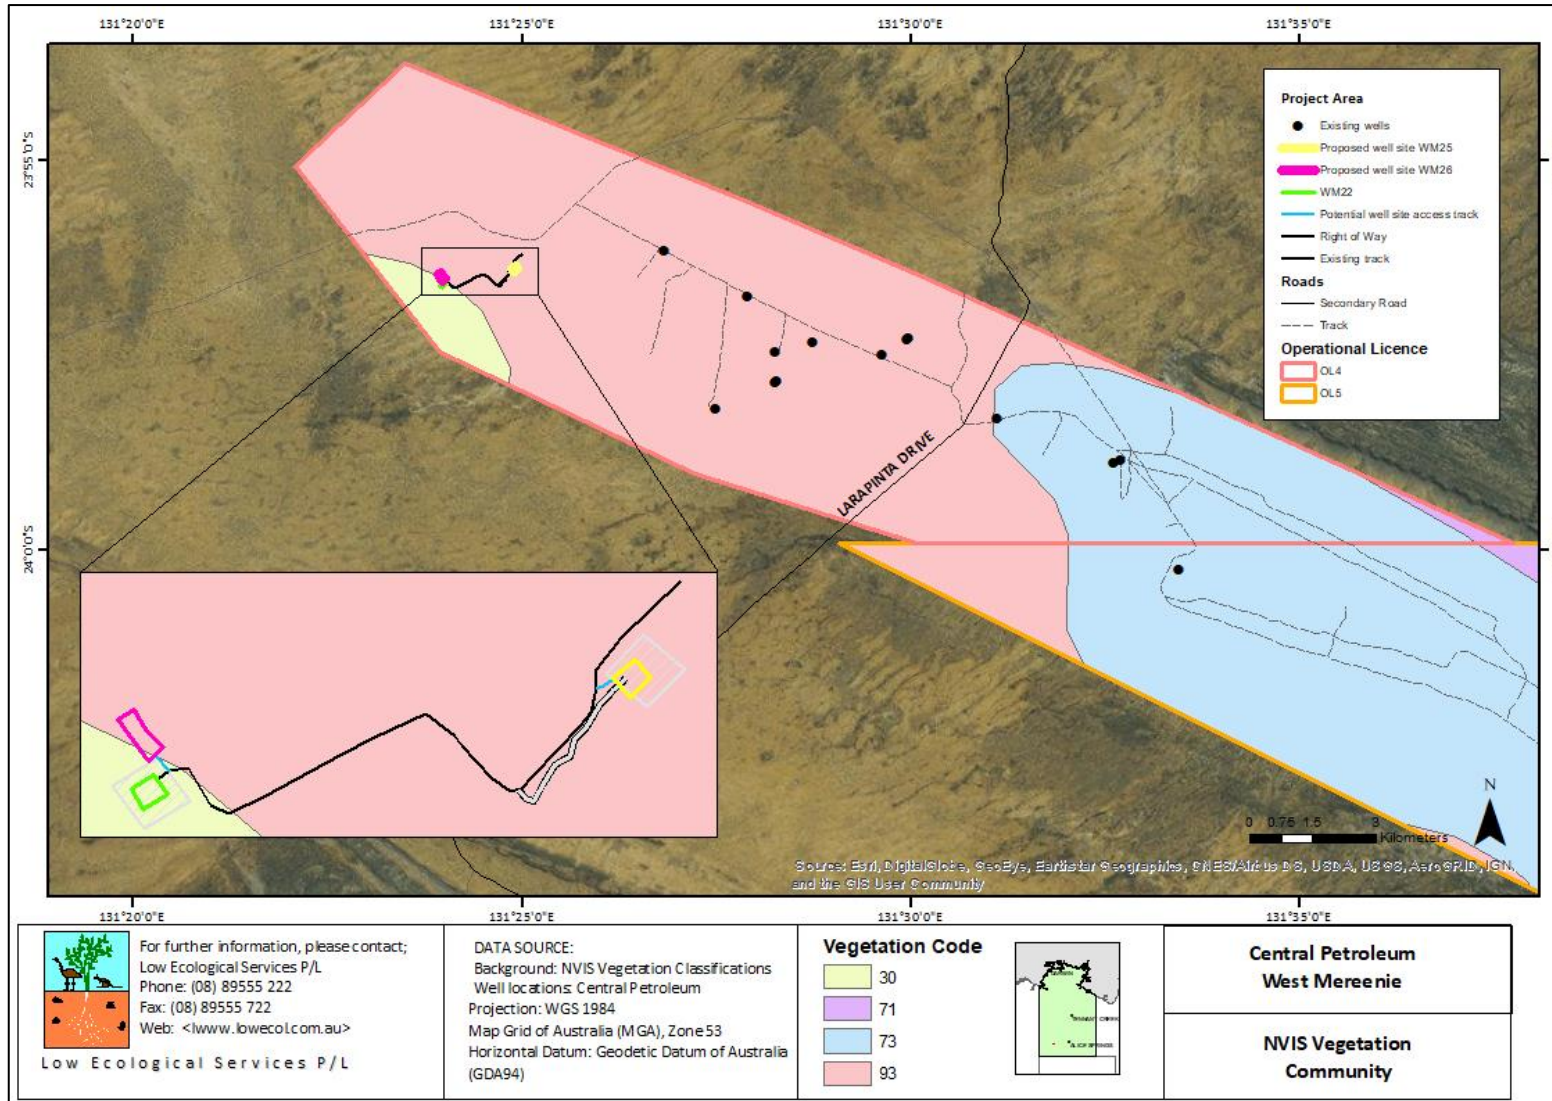 131°20'0"E
131°25'0"E
131°30'0"E
131°35'0"E
23°55'0"S
24°0'0"S
Project Area
Existing wells
Proposed well site WM25
Proposed well site WM26
WM22
Potential well site access track
Right of Way
Existing track
Roads
Secondary Road
Track
Operational Licence
OL4
OL5
LARAPINTA DRIVE
N
0 0.75 1.5 3
Kilometers
Source: Esri, DigitalGlobe, GeoEye, Earthstar Geographics, CNES/Airbus DS, USDA, USGS, AeroGRID, IGN,
and the GIS User Community
131°20'0"E
131°25'0"E
131°30'0"E
131°35'0"E
For further information, please contact;
Low Ecological Services P/L
Phone: (08) 89555 222
Fax: (08) 89555 722
Web: <lwww.lowecol.com.au>
Low Ecological Services P/L
DATA SOURCE:
Background: NVIS Vegetation Classifications
Well locations: Central Petroleum
Projection: WGS 1984
Map Grid of Australia (MGA), Zone 53
Horizontal Datum: Geodetic Datum of Australia
(GDA94)
Vegetation Code
30
71
73
93
TENNANT CREEK
ALICE SPRINGS
Central Petroleum
West Mereenie
NVIS Vegetation
Community